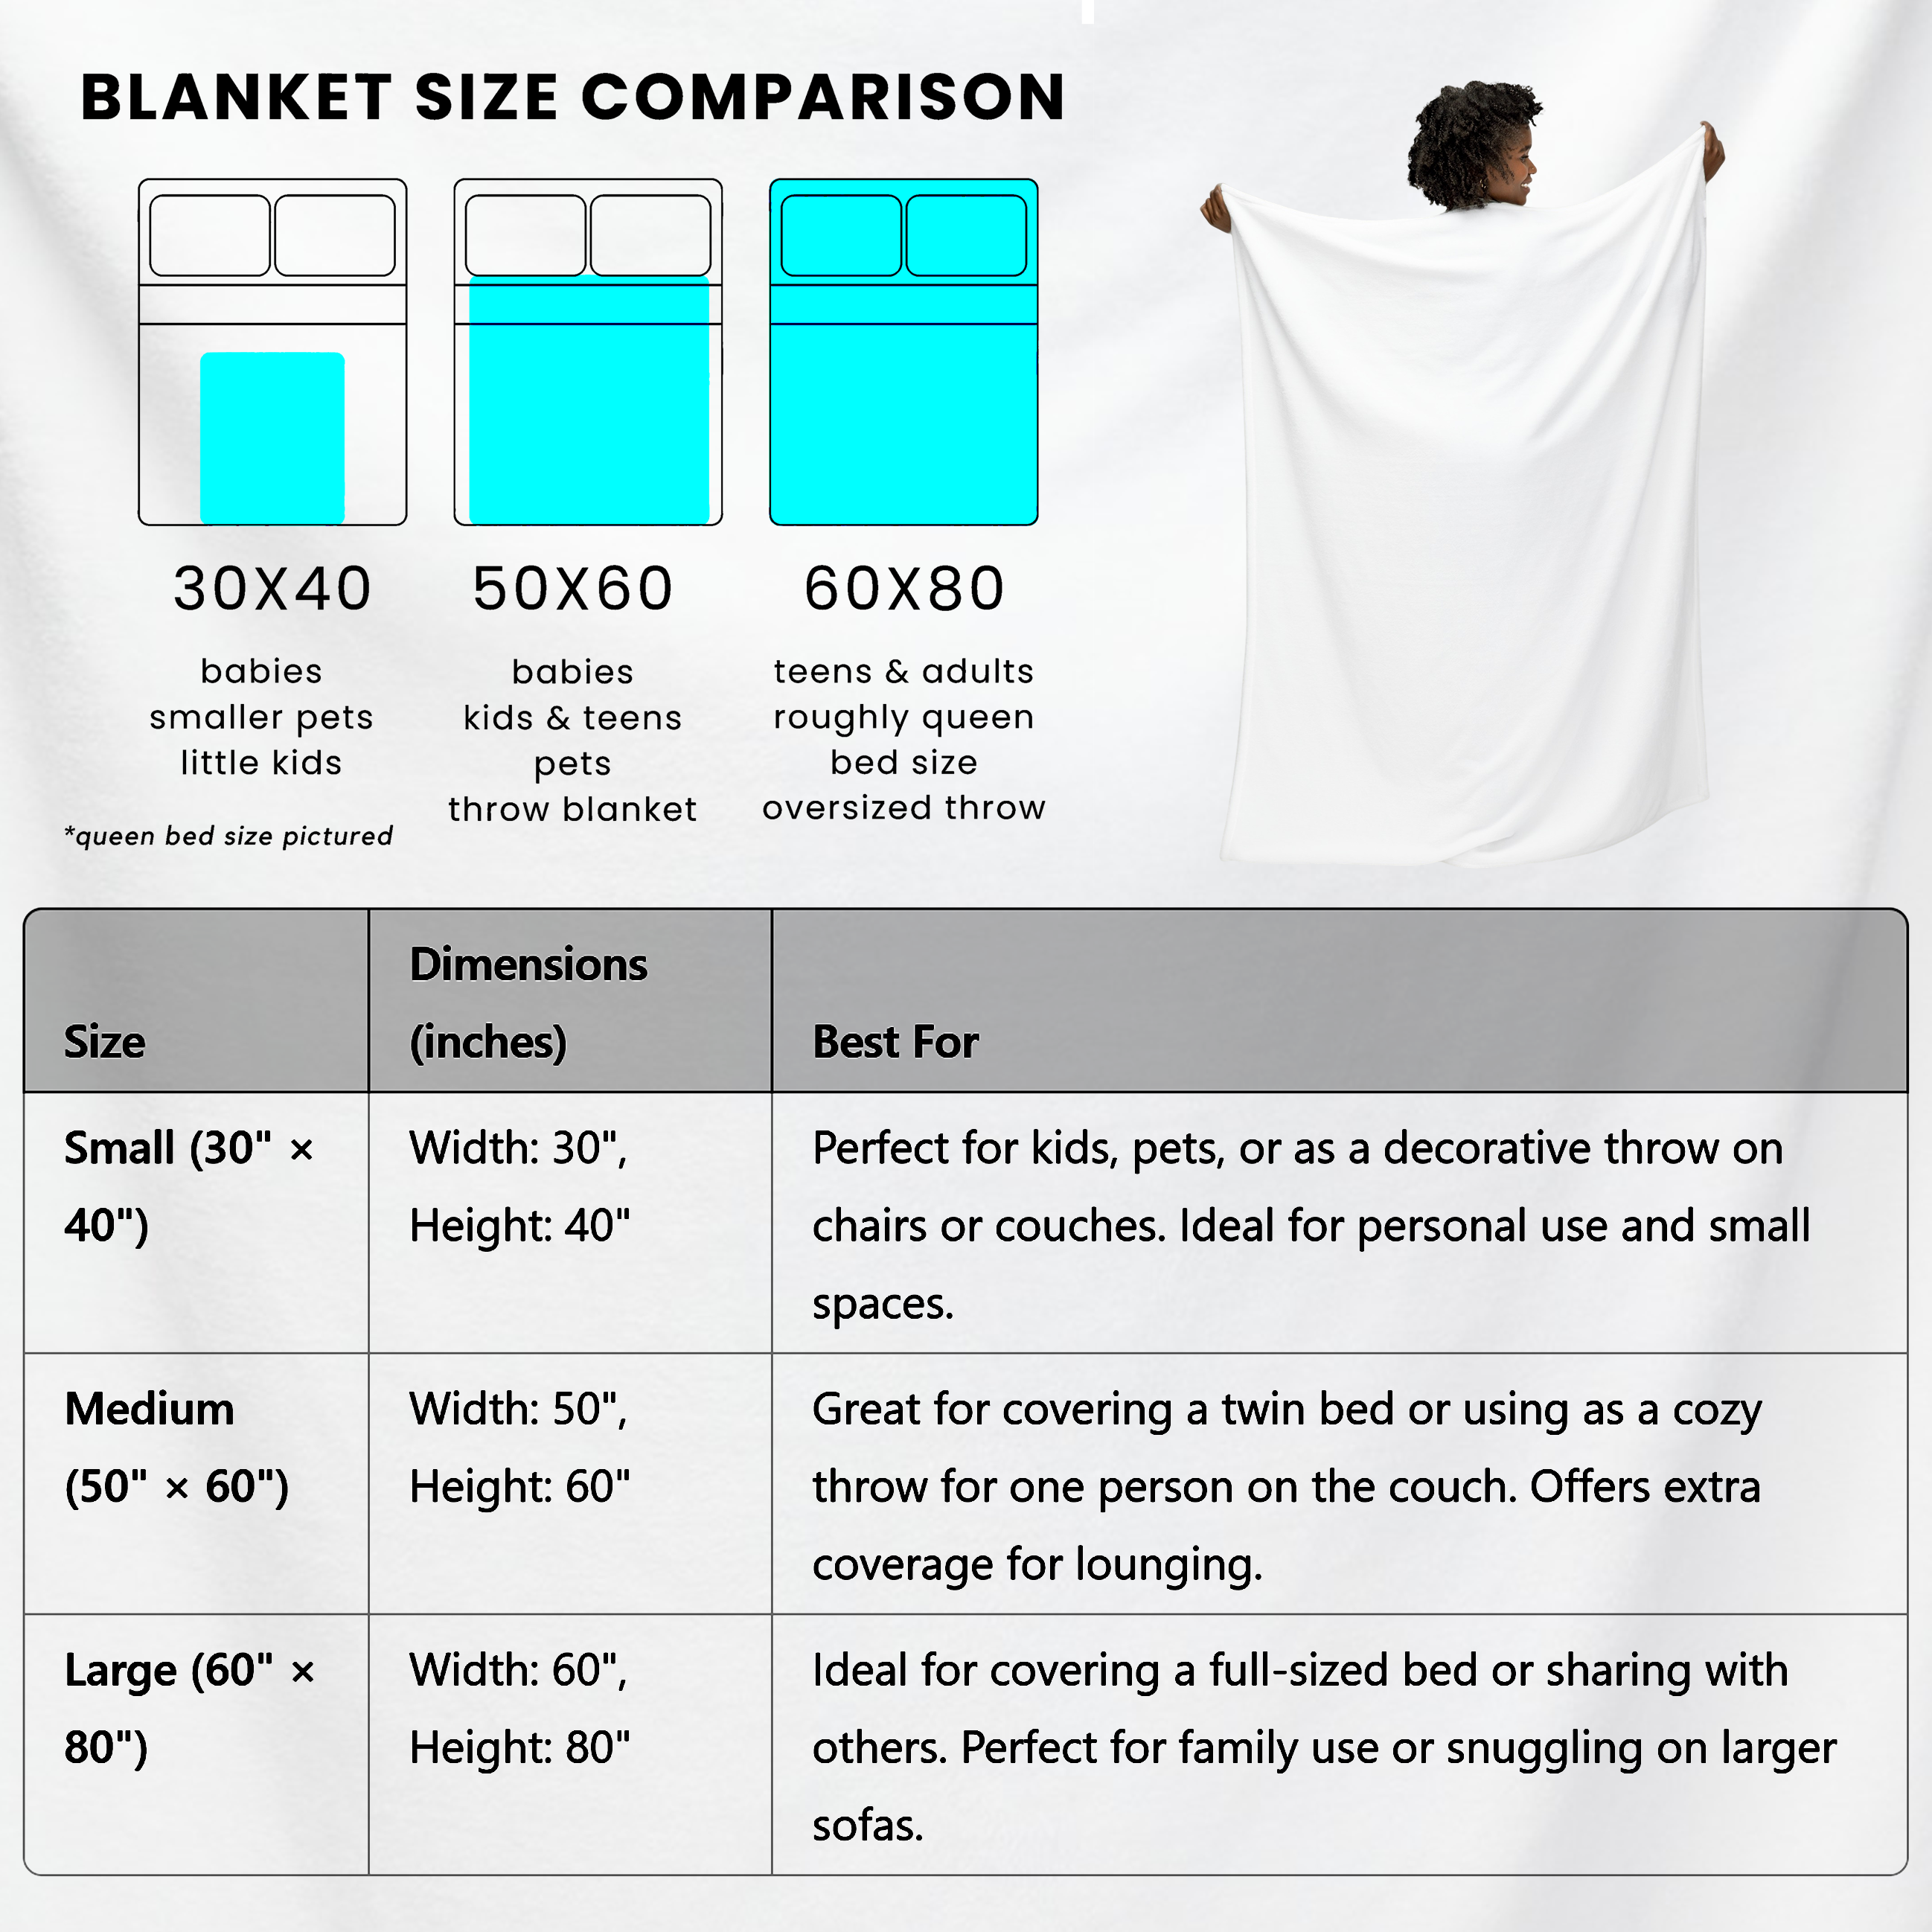 BLANKET SIZE COMPARISON
30X40
babies
smaller pets
little kids
*queen bed size pictured
50X60
babies
kids & teens
pets
throw blanket
60X80
teens & adults
roughly queen
bed size
oversized throw
Size
Dimensions
(inches)
Best For
Small (30" ×
40")
Width: 30",
Height: 40"
Perfect for kids, pets, or as a decorative throw on
chairs or couches. Ideal for personal use and small
spaces.
Medium
(50" × 60")
Width: 50",
Height: 60"
Great for covering a twin bed or using as a cozy
throw for one person on the couch. Offers extra
coverage for lounging.
Large (60" ×
80")
Width: 60",
Height: 80"
Ideal for covering a full-sized bed or sharing with
others. Perfect for family use or snuggling on larger
sofas.